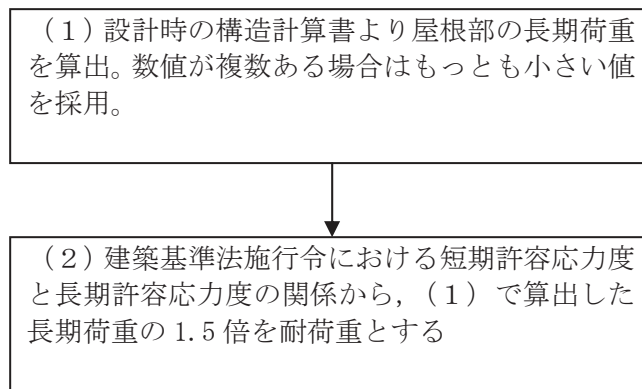 (1)設計時の構造計算書より屋根部の長期荷重
を算出。数値が複数ある場合はもっとも小さい値
を採用。
(2)建築基準法施行令における短期許容応力度
と長期許容応力度の関係から,(1)で算出した
長期荷重の 1.5 倍を耐荷重とする